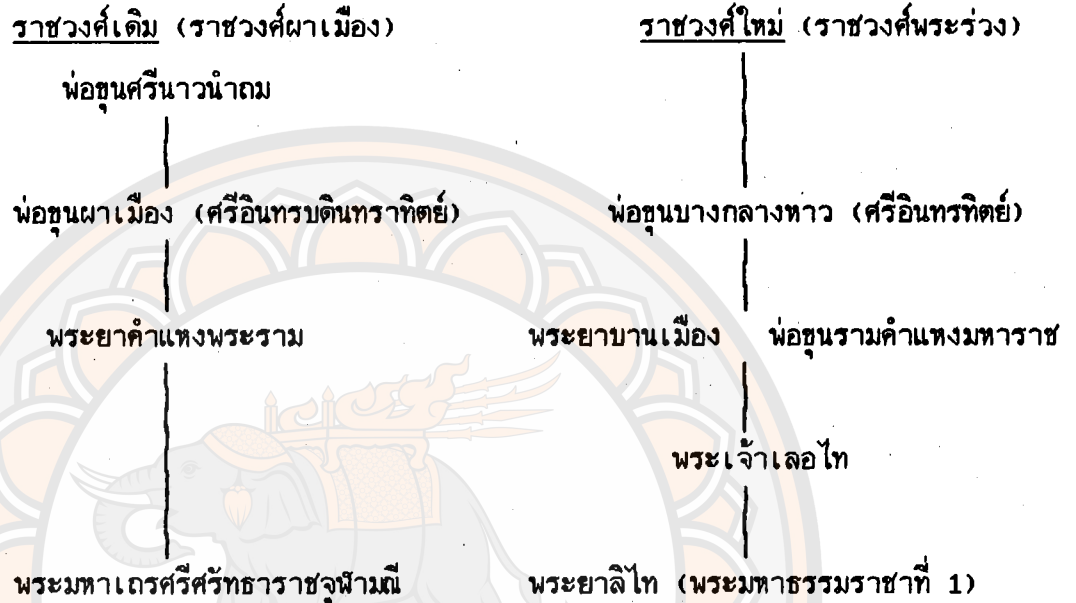 ราชวงศ์เดิม (ราชวงศ์ผาเมือง) ราชวงศ์ใหม่ (ราชวงศ์พระร่วง)
พ่อขุนศรีนาวนำถม
พ่อขุนผาเมือง (ศรีอินทรบดินทราทิตย์) พ่อขุนบางกลางหาว (ศรีอินทรทิตย์)
พระยาคำแหงพระราม พระยาบานเมือง พ่อขุนรามคำแหงมหาราช
พระเจ้าเลอไท
พระมหาเถรศรีศรัทธาราชจุฬามณี พระยาลิไท (พระมหาธรรมราชาที่ 1)